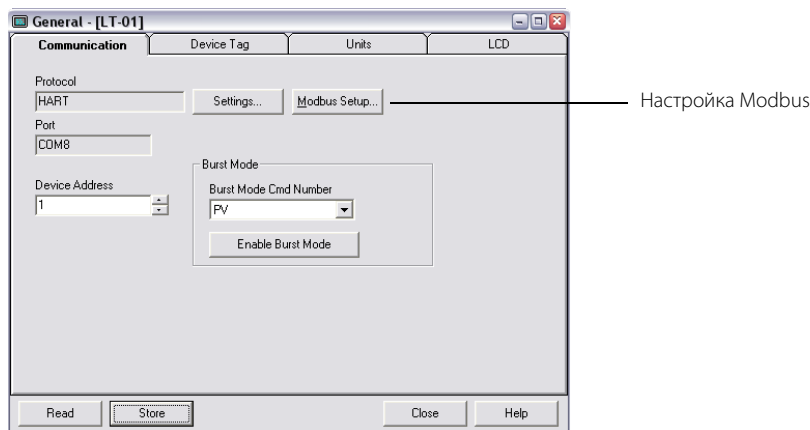 General - [LT-01]
Communication Device Tag Units LCD
Protocol
HART Settings... Modbus Setup... Настройка Modbus
Port
COM8
Burst Mode
Device Address Burst Mode Cmd Number
1 PV
Enable Burst Mode
Read Store Close Help